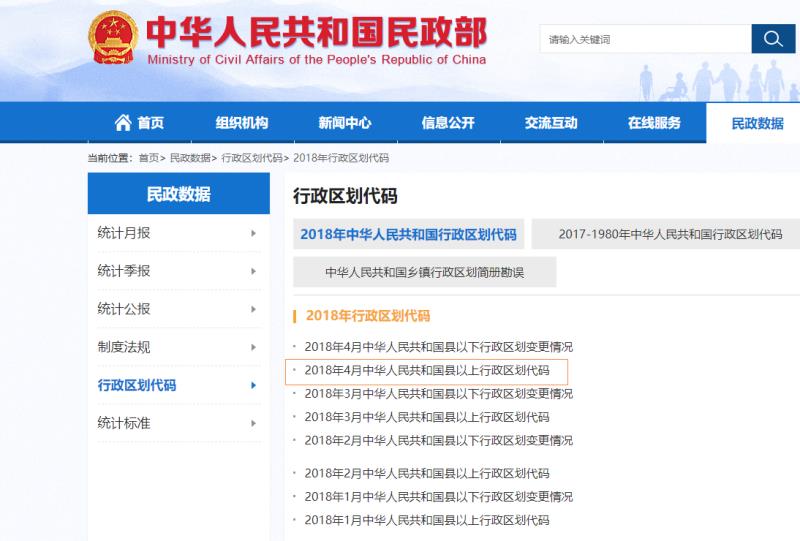 中华人民共和国民政部
Ministry of Civil Affairs of the People's Republic of China
请输入关键词
首页 组织机构 新闻中心 信息公开 交流互动 在线服务 民政数据
当前位置：首页> 民政数据> 行政区划代码> 2018年行政区划代码
民政数据
统计月报
统计季报
统计公报
制度法规
行政区划代码
统计标准
行政区划代码
2018年中华人民共和国行政区划代码 2017-1980年中华人民共和国行政区划代码
中华人民共和国乡镇行政区划简册勘误
2018年行政区划代码
2018年4月中华人民共和国县以下行政区划变更情况
2018年4月中华人民共和国县以上行政区划代码
2018年3月中华人民共和国县以下行政区划变更情况
2018年3月中华人民共和国县以上行政区划代码
2018年2月中华人民共和国县以下行政区划变更情况
2018年2月中华人民共和国县以上行政区划代码
2018年1月中华人民共和国县以下行政区划变更情况
2018年1月中华人民共和国县以上行政区划代码